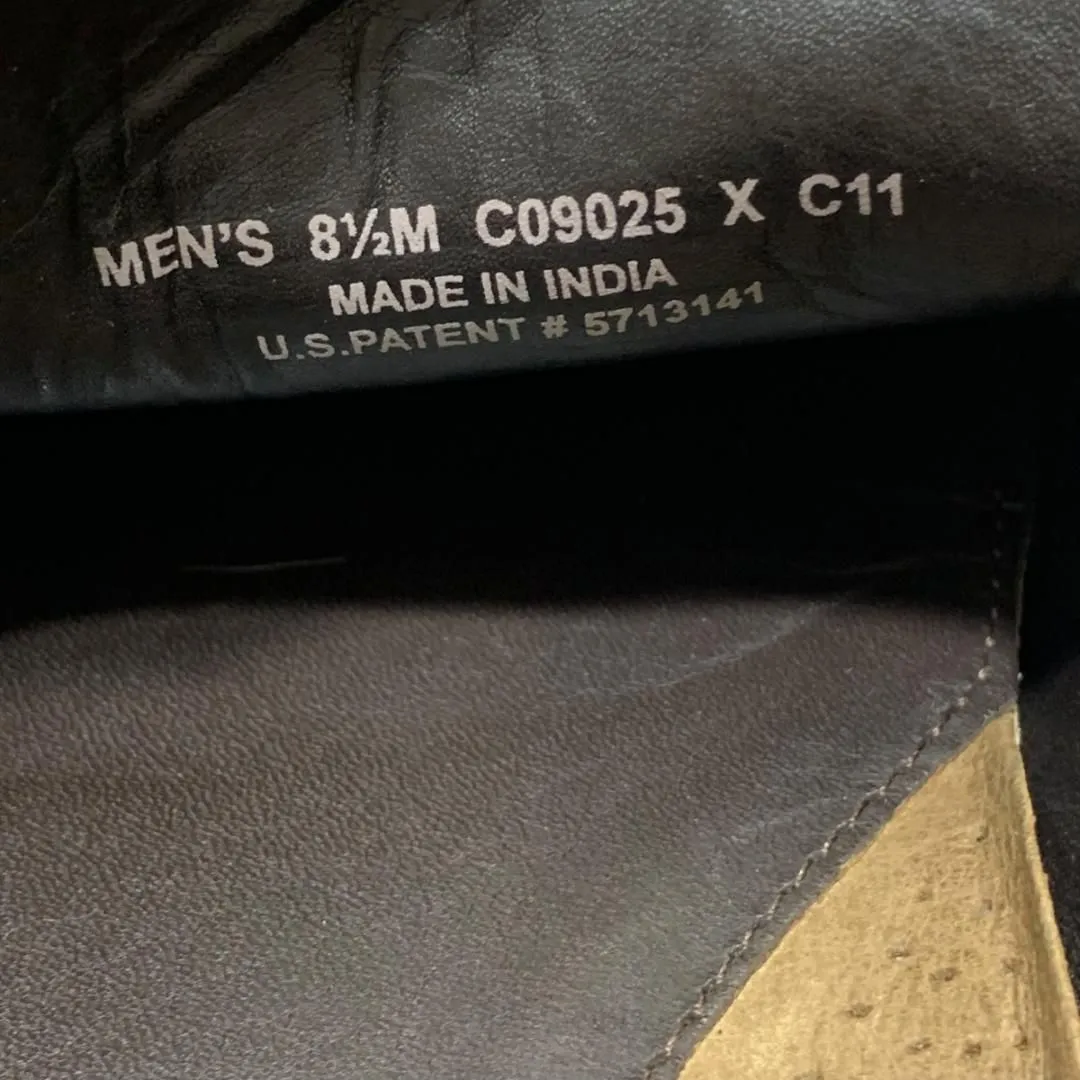 MEN'S 8½M C09025 X C11
MADE IN INDIA
U.S.PATENT # 5713141